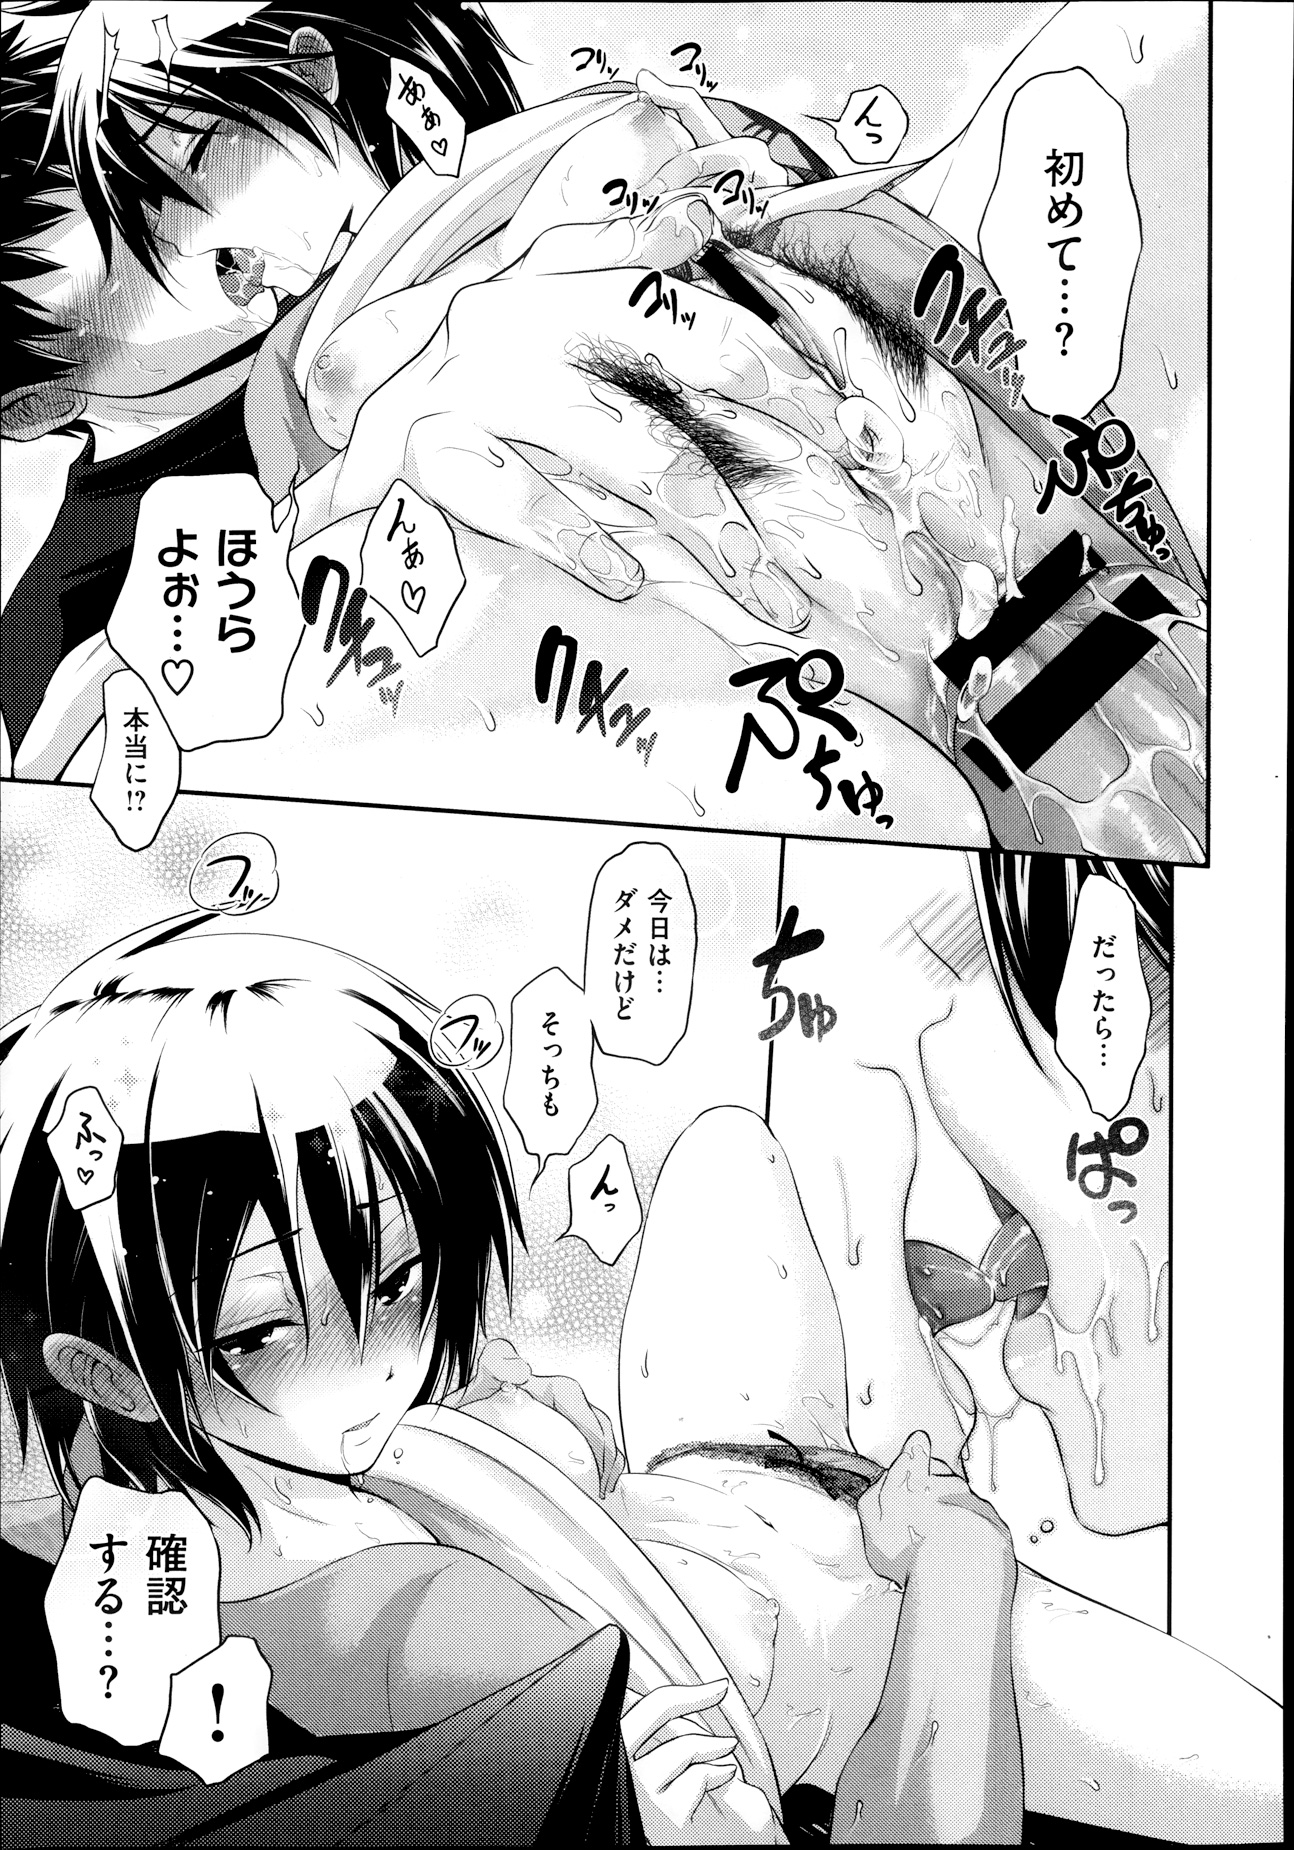 初めて…？
んっ
コリッ
コリッ
コリッ
コリッ
コリッ
ああ♡
クチュッ
ぷちゅっ
んあ♡
ほうら
よぉ…♡
クチュッ
クチュッ
ぷちゅっ
本当に!?
だったら…
ちゅ
ぱっ
今日は…
ダメだけど
そっちも
んっ
フッ
フッ
ふっ♡
確認
する…？
！